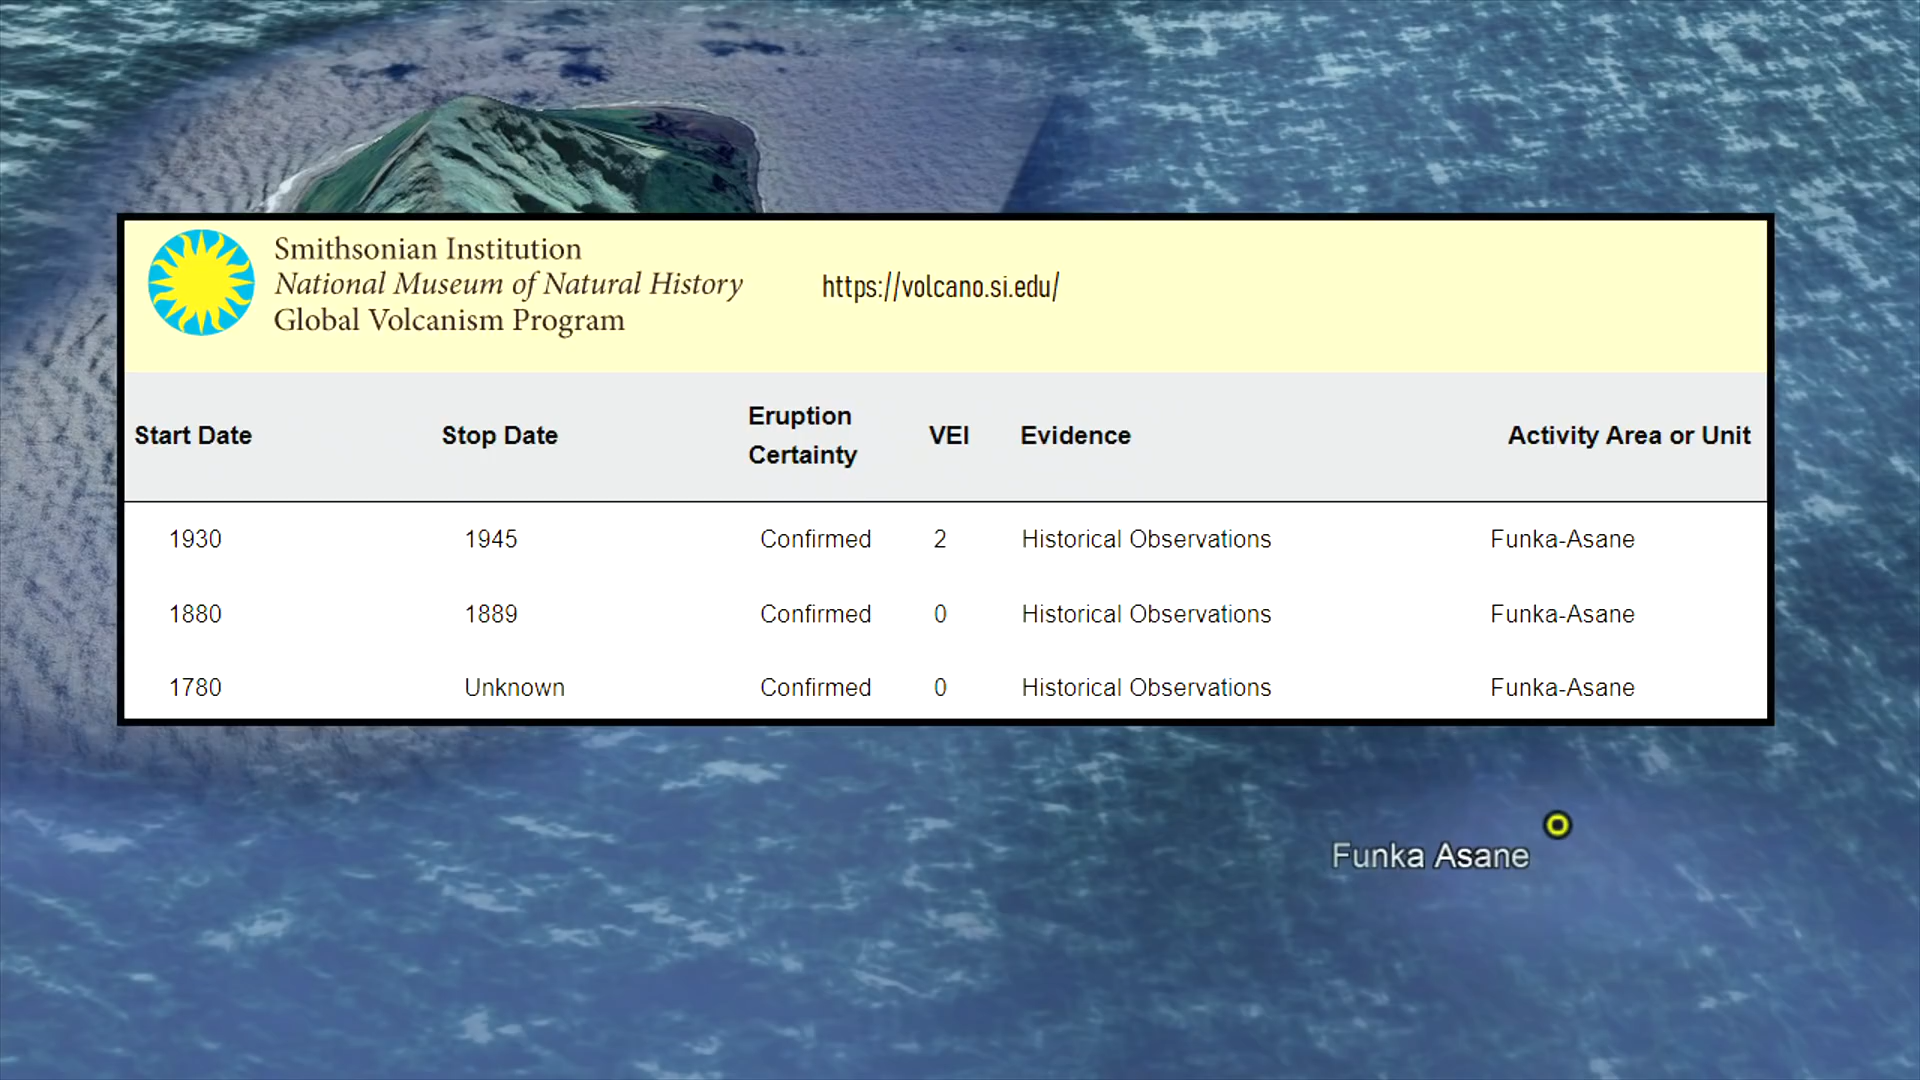 Smithsonian Institution
National Museum of Natural History
Global Volcanism Program
https://volcano.si.edu/
Start Date Stop Date Eruption Certainty VEI Evidence Activity Area or Unit
1930 1945 Confirmed 2 Historical Observations Funka-Asane
1880 1889 Confirmed 0 Historical Observations Funka-Asane
1780 Unknown Confirmed 0 Historical Observations Funka-Asane
Funka Asane